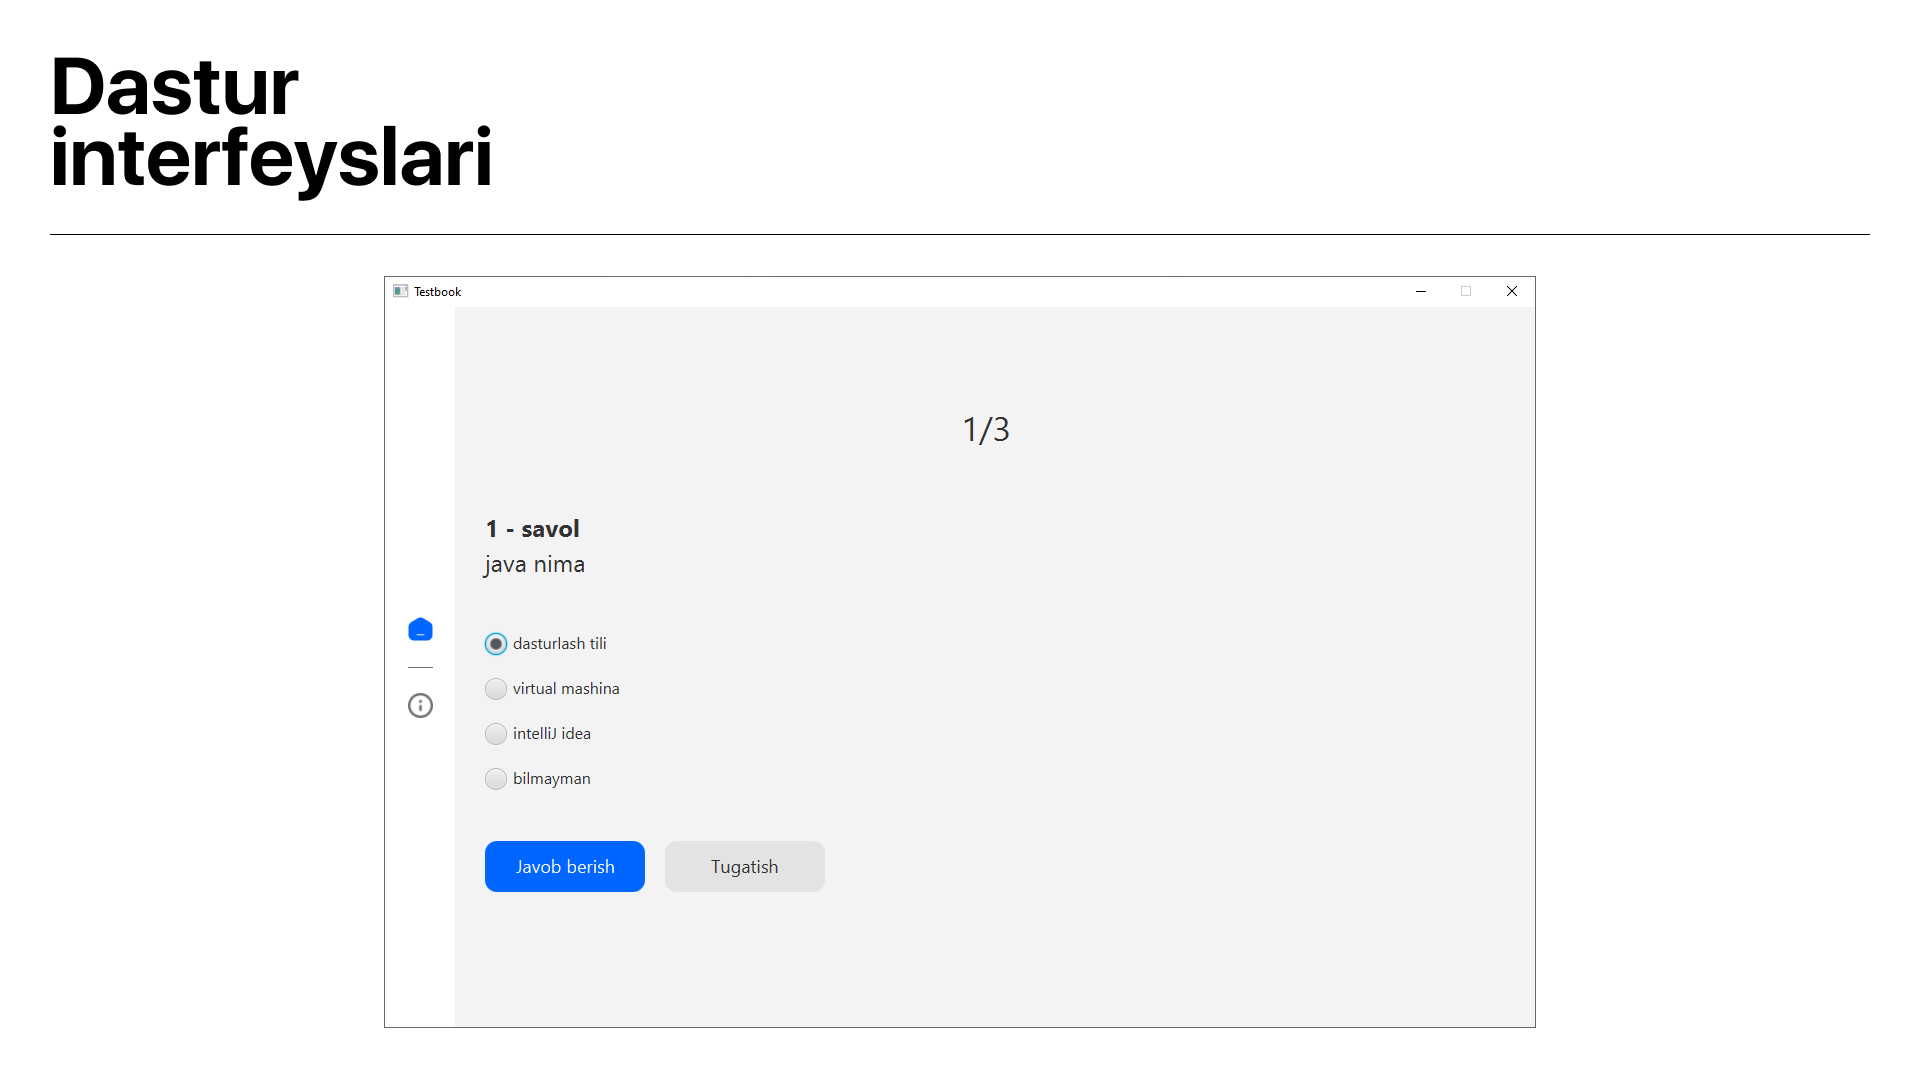 Dastur
interfeyslari
Testbook
1/3
1 - savol
java nima
dasturlash tili
virtual mashina
intelliJ idea
bilmayman
Javob berish
Tugatish